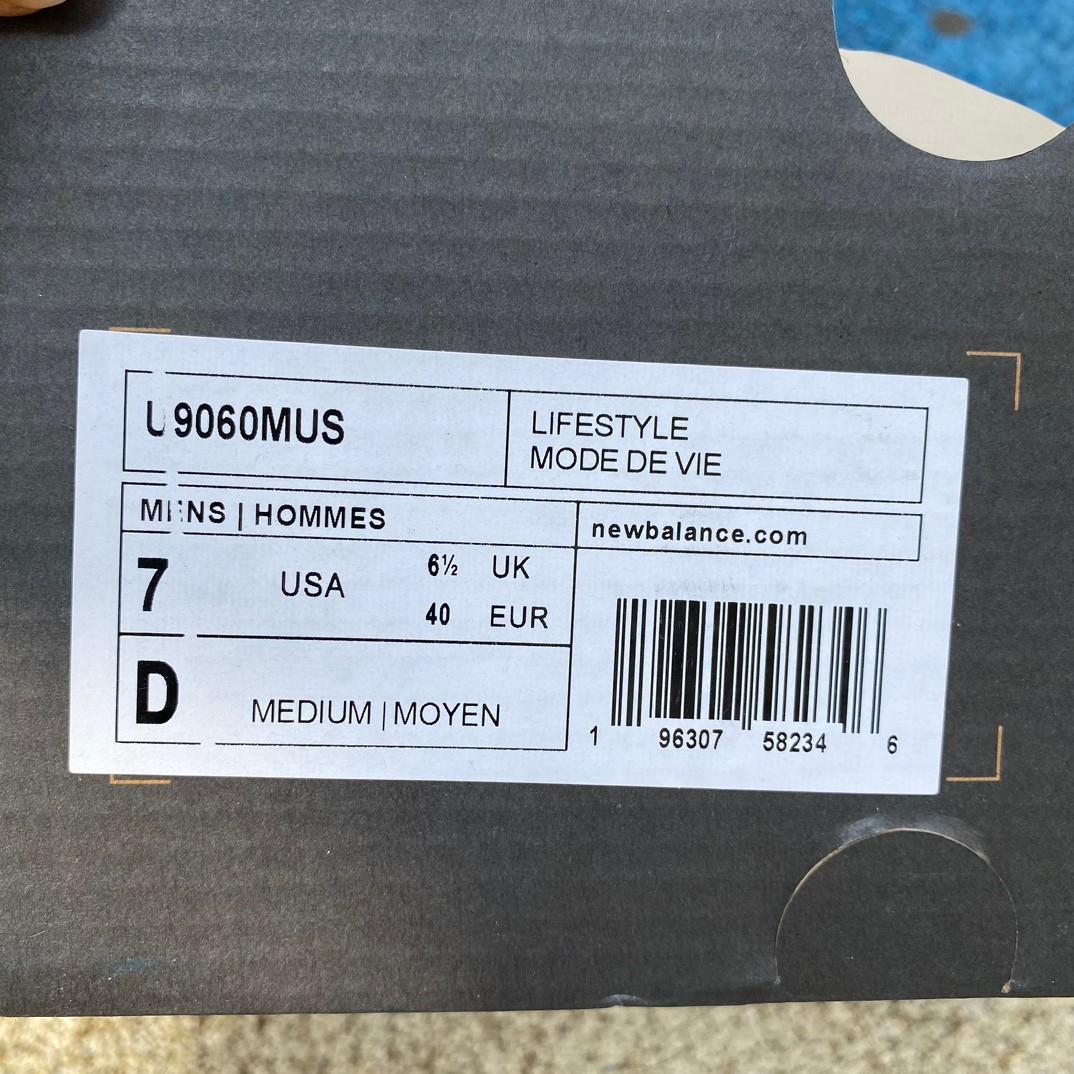 U9060MUS
LIFESTYLE
MODE DE VIE
MENS | HOMMES
newbalance.com
7 USA 6½ UK
40 EUR
D MEDIUM | MOYEN
1 96307 58234 6